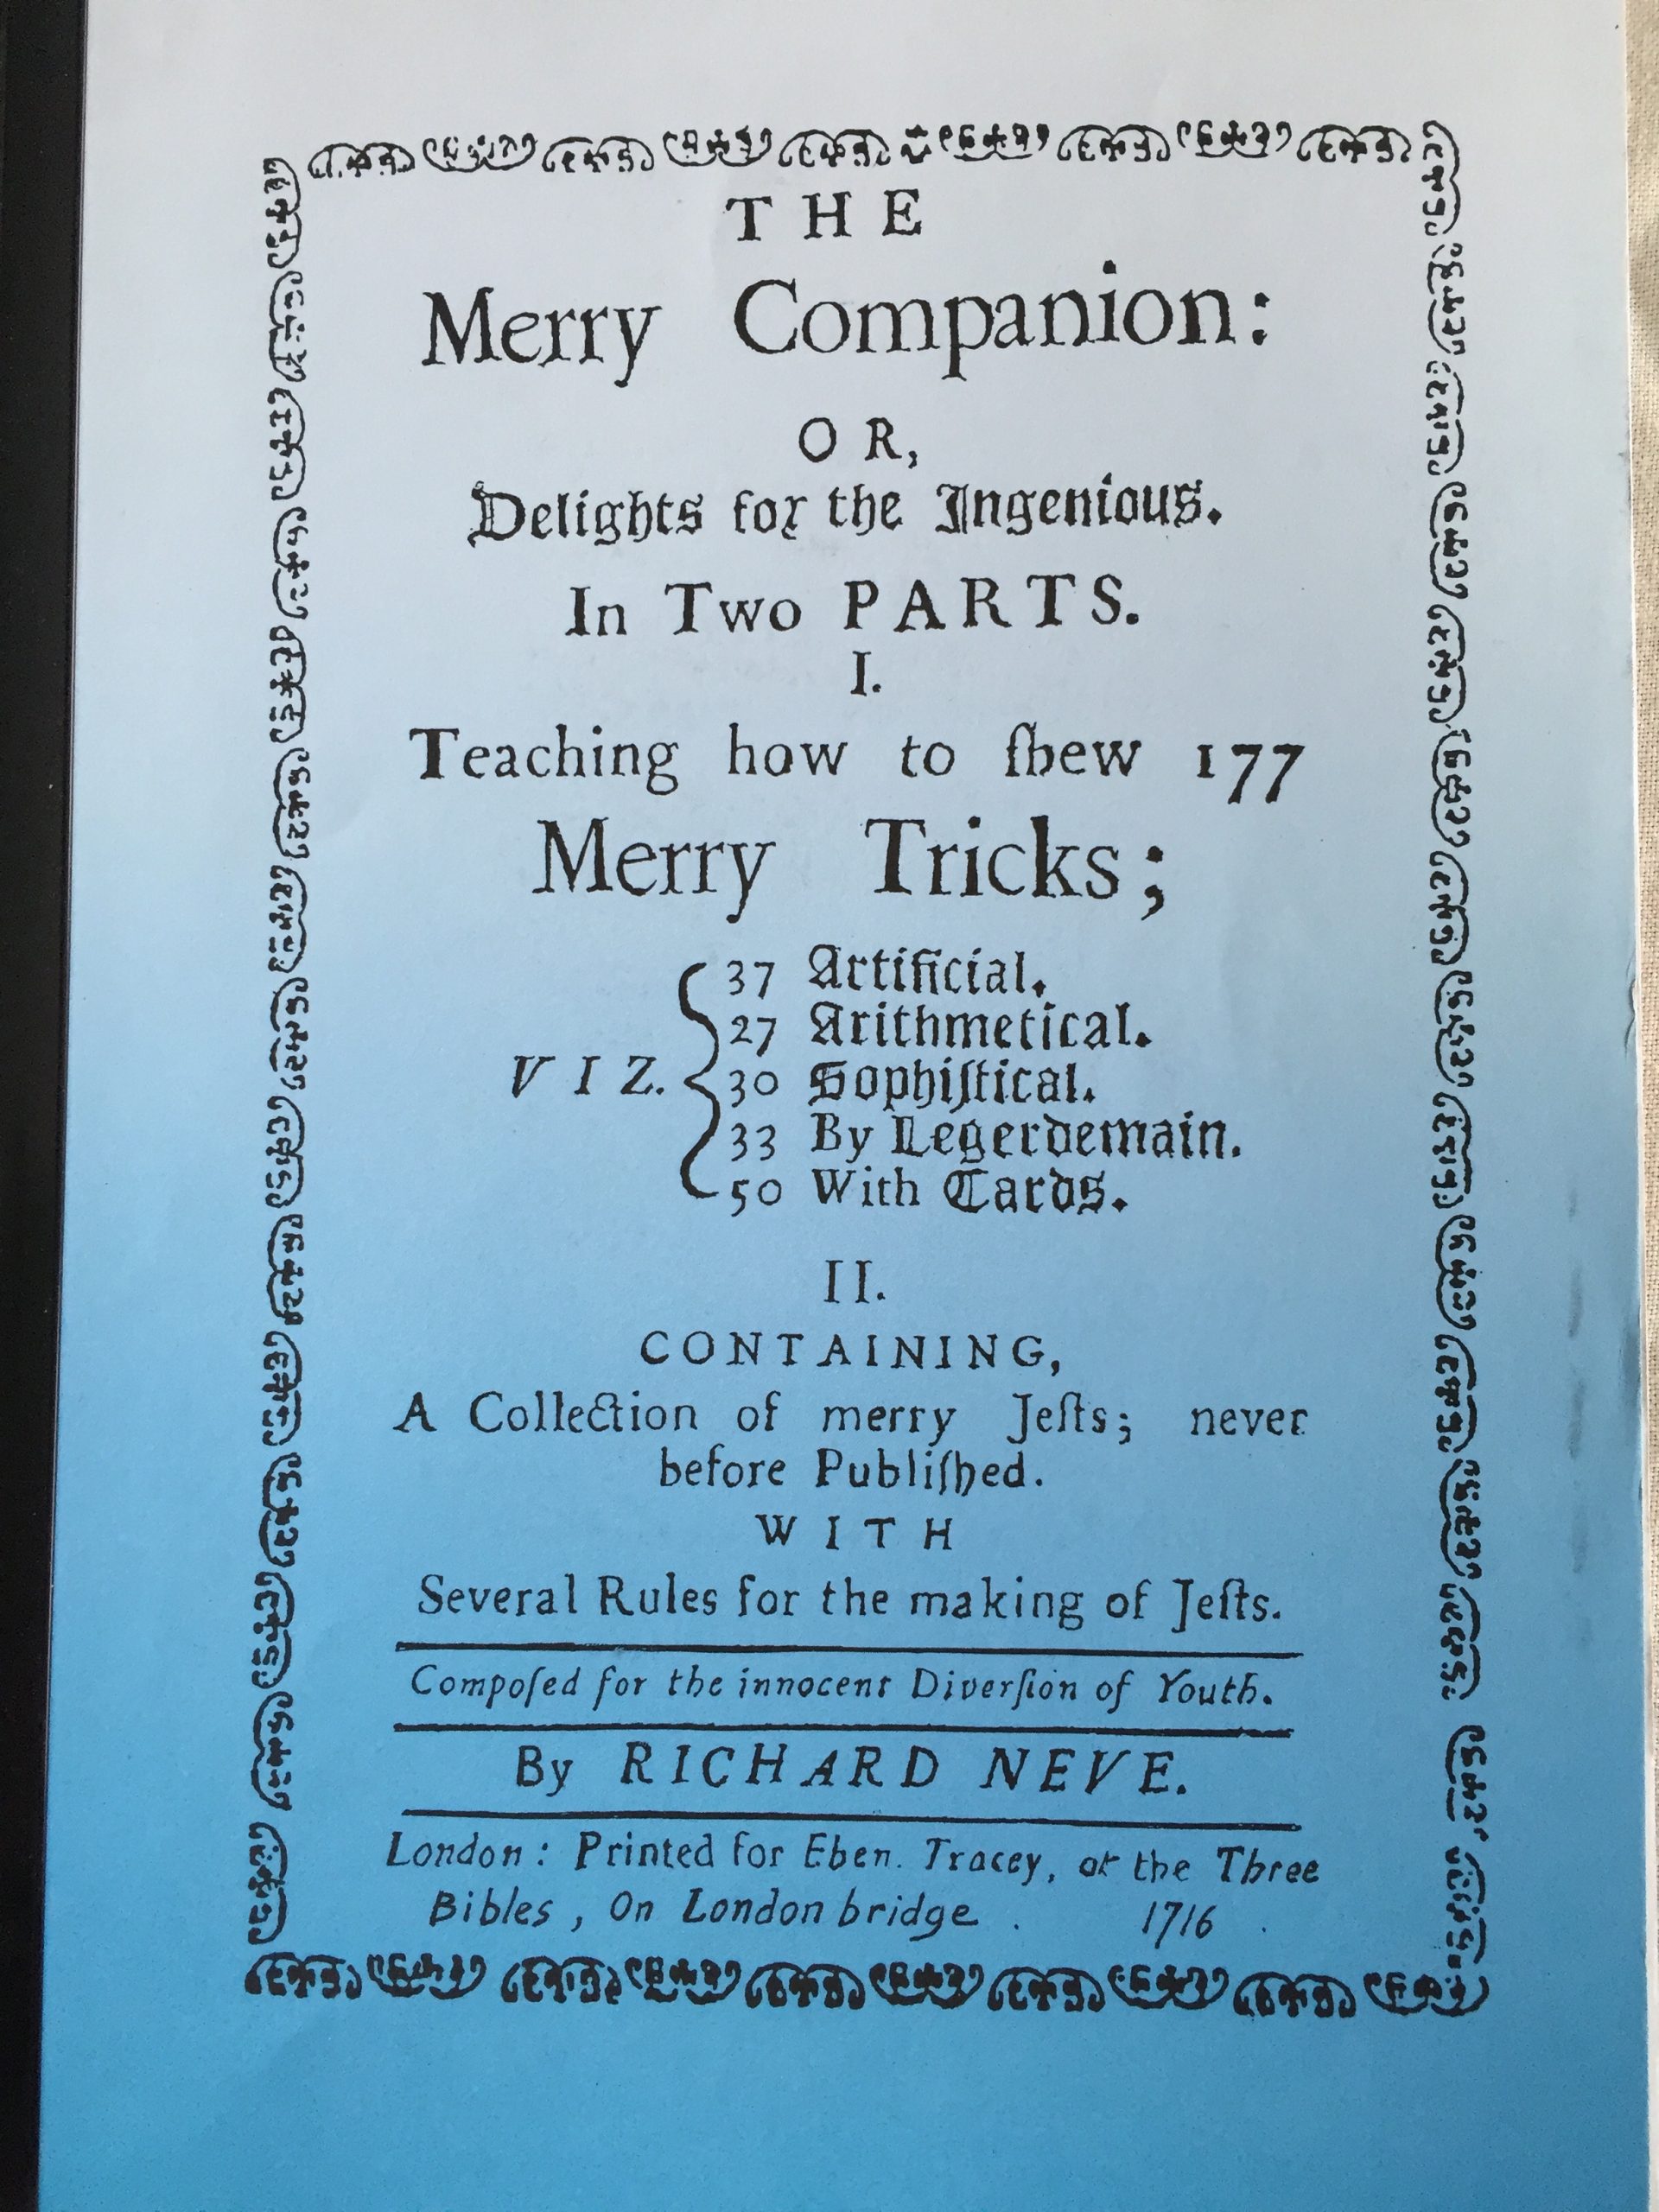 THE
Merry Companion:
OR,
Delights for the Ingenious.
In Two PARTS.
I.
Teaching how to ſhew 177
Merry Tricks;
37 Artificial.
27 Arithmetical.
VIZ. 30 Sophiſtical.
33 By Legerdemain.
50 With Cards.
II.
CONTAINING,
A Collection of merry Jeſts; never
before Publiſhed.
WITH
Several Rules for the making of Jeſts.
Compoſed for the innocent Diverſion of Youth.
By RICHARD NEVE.
London: Printed for Eben. Tracey, at the Three
Bibles, On London bridge. 1716.